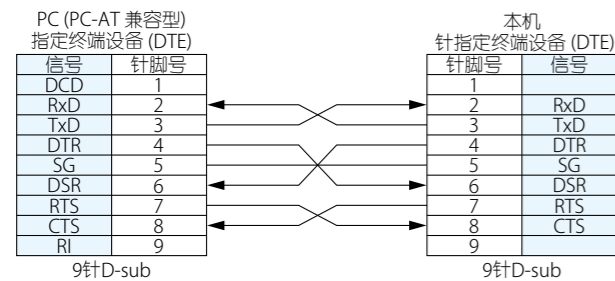 PC (PC-AT 兼容型)
指定终端设备 (DTE)
信号 针脚号
DCD 1
RxD 2
TxD 3
DTR 4
SG 5
DSR 6
RTS 7
CTS 8
RI 9
9针D-sub
本机
针指定终端设备 (DTE)
针脚号 信号
1
2 RxD
3 TxD
4 DTR
5 SG
6 DSR
7 RTS
8 CTS
9
9针D-sub